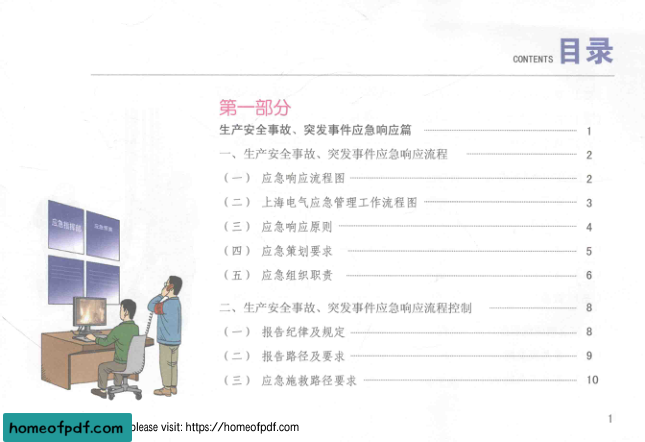 CONTENTS 目录
第一部分
生产安全事故、突发事件应急响应篇 1
一、生产安全事故、突发事件应急响应流程 2
（一） 应急响应流程图 2
（二） 上海电气应急管理工作流程图 3
（三） 应急响应原则 4
（四） 应急策划要求 5
（五） 应急组织职责 6
二、生产安全事故、突发事件应急响应流程控制 8
（一） 报告纪律及规定 8
（二） 报告路径及要求 9
（三） 应急施救路径要求 10
1
homeofpdf.com please visit: https://homeofpdf.com